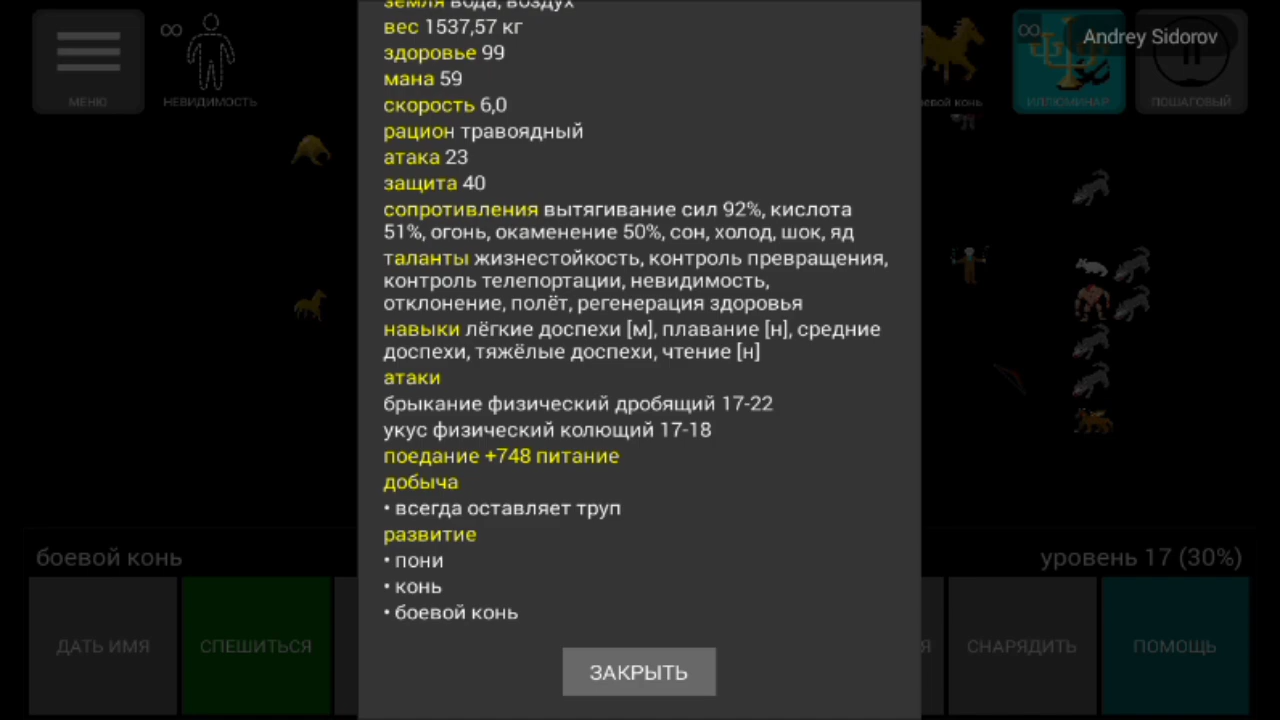 земля вода, воздух
вес 1537,57 кг
здоровье 99
мана 59
скорость 6,0
рацион травоядный
атака 23
защита 40
сопротивления вытягивание сил 92%, кислота
51%, огонь, окаменение 50%, сон, холод, шок, яд
таланты жизнестойкость, контроль превращения,
контроль телепортации, невидимость,
отклонение, полёт, регенерация здоровья
навыки лёгкие доспехи [м], плавание [н], средние
доспехи, тяжёлые доспехи, чтение [н]
атаки
брыкание физический дробящий 17-22
укус физический колющий 17-18
поедание +748 питание
добыча
• всегда оставляет труп
развитие
• пони
• конь
• боевой конь
ЗАКРЫТЬ
МЕНЮ
∞
НЕВИДИМОСТЬ
евой конь
∞
ИЛЛЮМИНАР
Andrey Sidorov
ПОШАГОВЫЙ
боевой конь
уровень 17 (30%)
ДАТЬ ИМЯ
СПЕШИТЬСЯ
Я
СНАРЯДИТЬ
ПОМОЩЬ